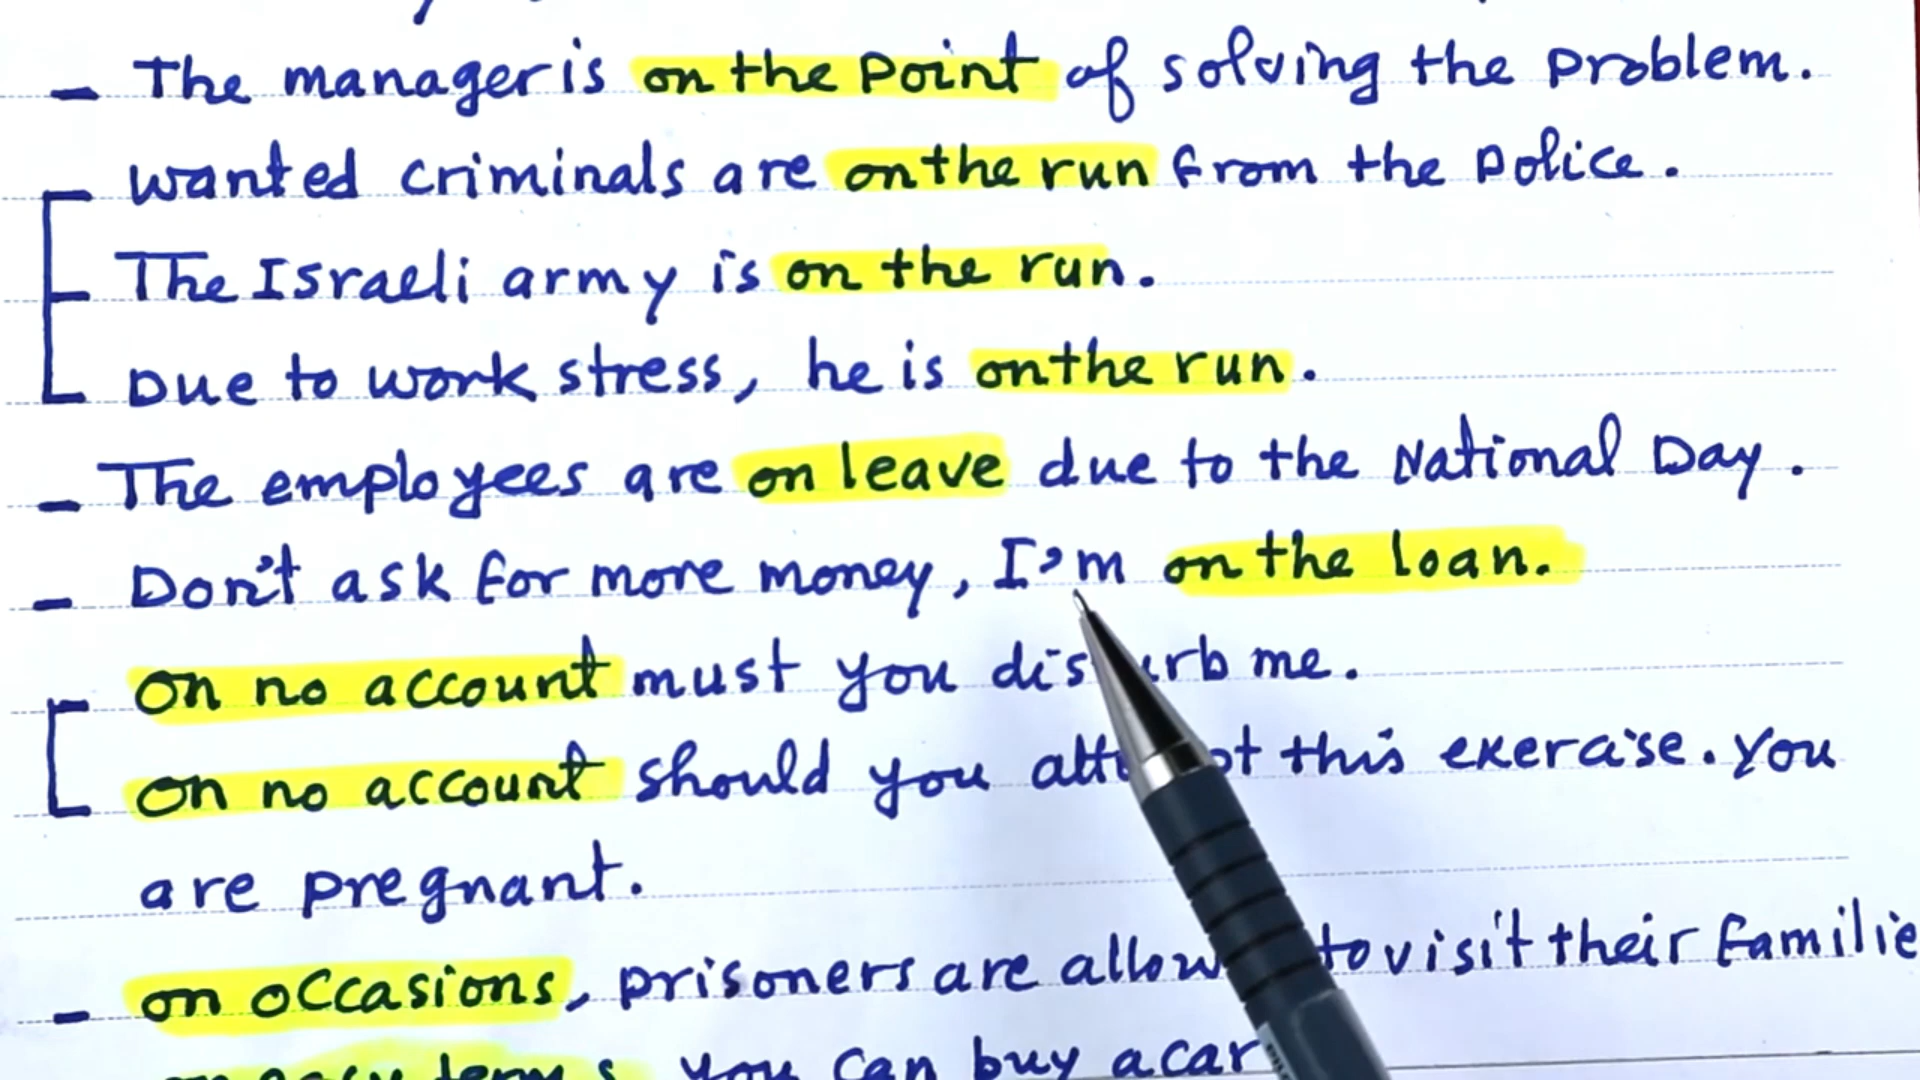 - The manager is on the point of solving the problem.
wanted criminals are on the run from the police.
The Israeli army is on the run.
Due to work stress, he is on the run.
- The employees are on leave due to the National Day.
- Don't ask for more money, I'm on the loan.
on no account must you disturb me.
on no account should you this exercise. You
are pregnant.
- on occasions, prisoners are to visit their familie
on easy terms you can buy a car